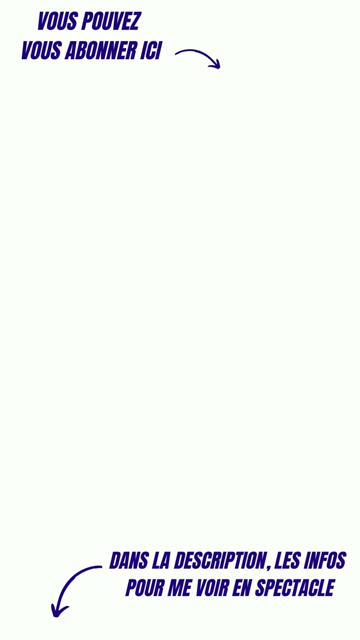 VOUS POUVEZ
VOUS ABONNER ICI
DANS LA DESCRIPTION, LES INFOS
POUR ME VOIR EN SPECTACLE